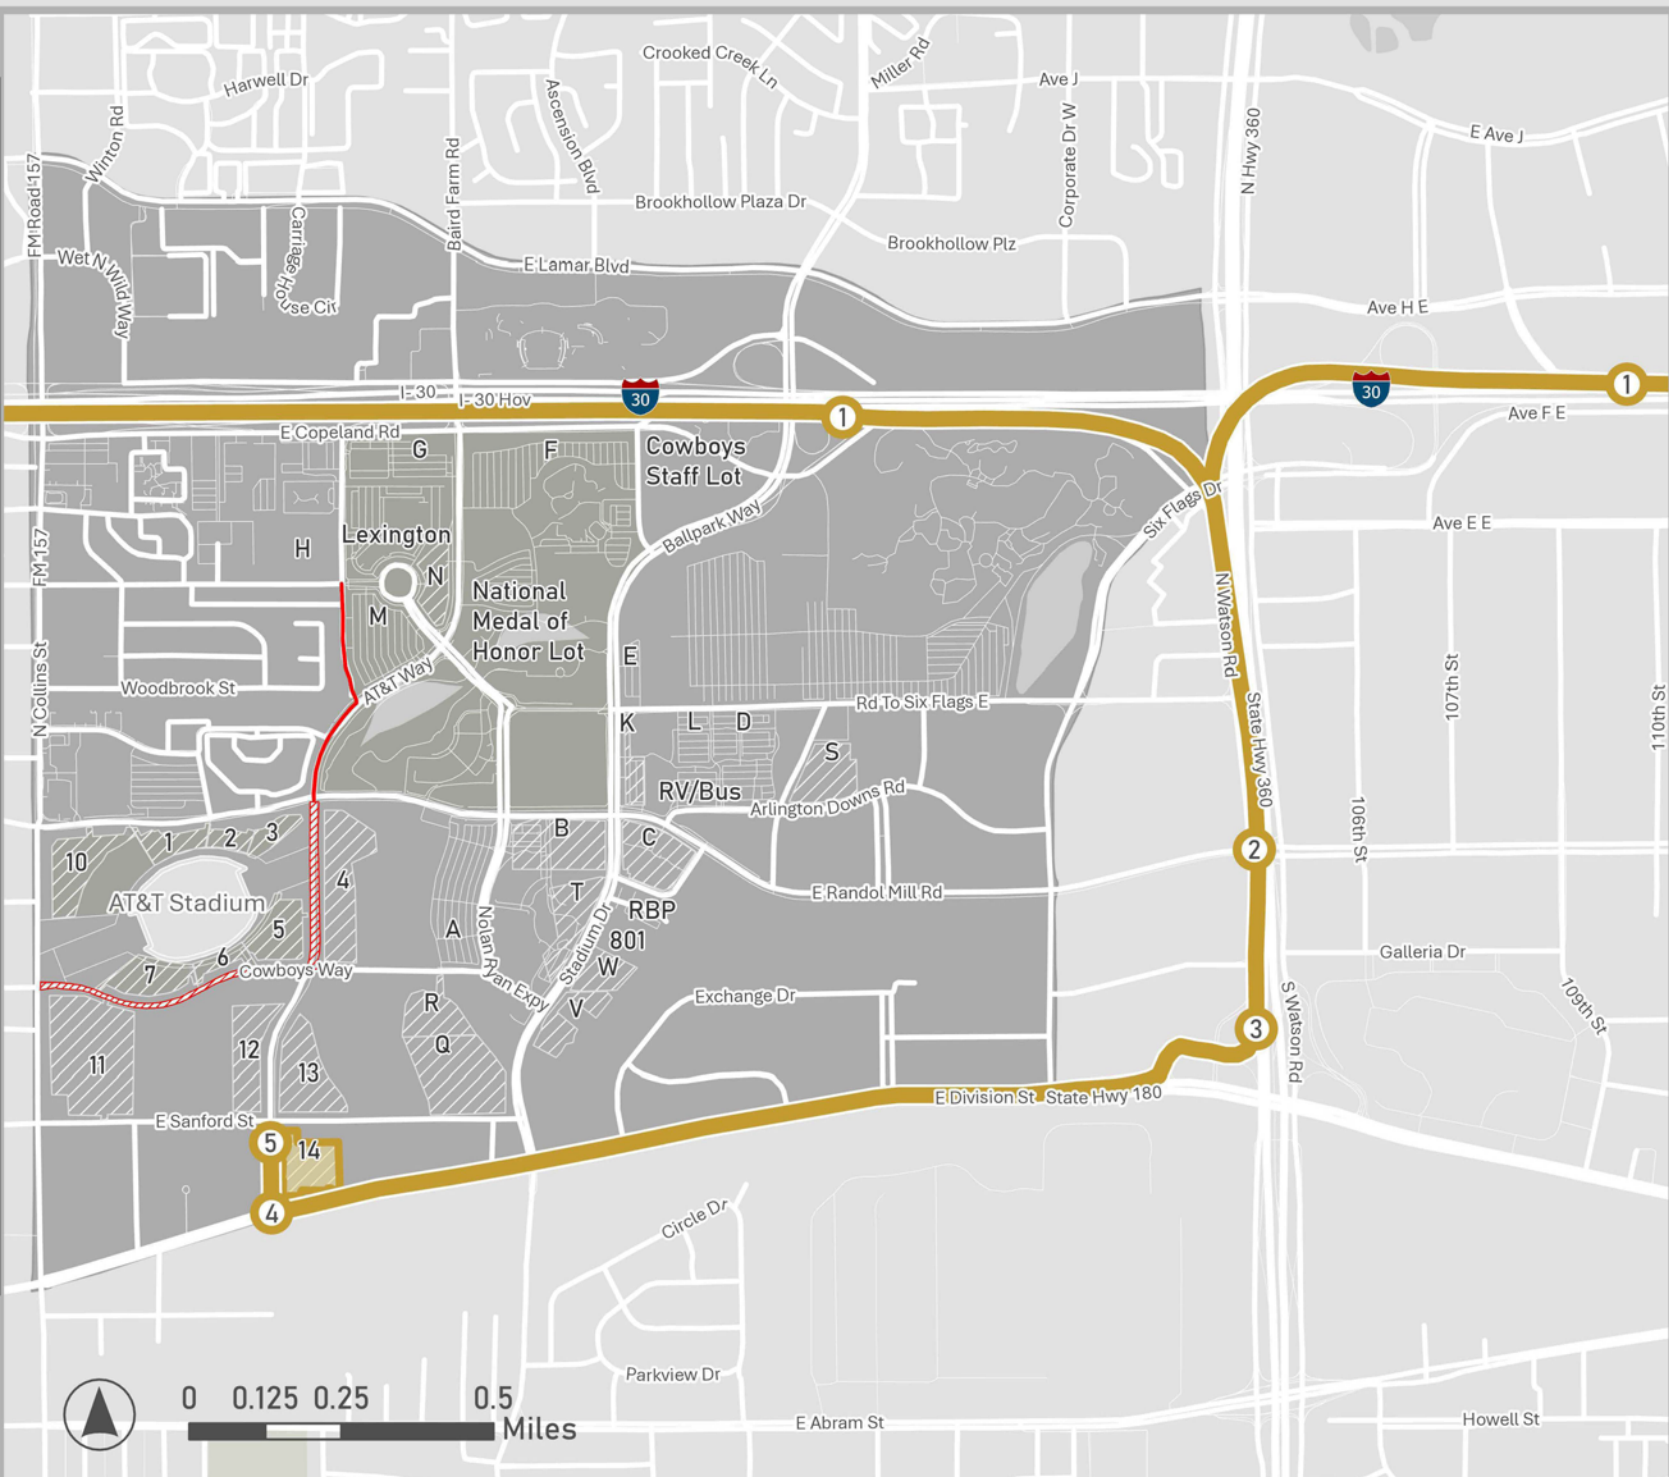 Crooked Creek Ln
Miller Rd
Harwell Dr
Ave J
Ascension Blvd
Winton Rd
Corporate Dr W
N Hwy 360
E Ave J
Baird Farm Rd
FM Road 157
Brookhollow Plaza Dr
Carriage House Cir
Brookhollow Plz
Wet N Wild Way
E Lamar Blvd
Ave H E
I-30
I-30 Hov
30
30
1
1
Ave F E
E Copeland Rd
G
F
Cowboys
Staff Lot
Six Flags Dr
Ballpark Way
Ave E E
Lexington
H
FM 157
N
M
National
Medal of
Honor Lot
N Watson Rd
E
N Collins St
Woodbrook St
AT&T Way
107th St
110th St
Rd To Six Flags E
State Hwy 360
K
L
D
S
RV/Bus
Arlington Downs Rd
106th St
10
1
2
3
B
C
2
4
T
AT&T Stadium
E Randol Mill Rd
RBP
5
A
Nolan Ryan Expy
Stadium Dr
801
6
7
Cowboys Way
W
Galleria Dr
R
V
Exchange Dr
109th St
3
S Watson Rd
Q
11
12
13
E Division St
State Hwy 180
E Sanford St
5
14
4
Circle Dr
Parkview Dr
0
0.125
0.25
0.5
Miles
E Abram St
Howell St